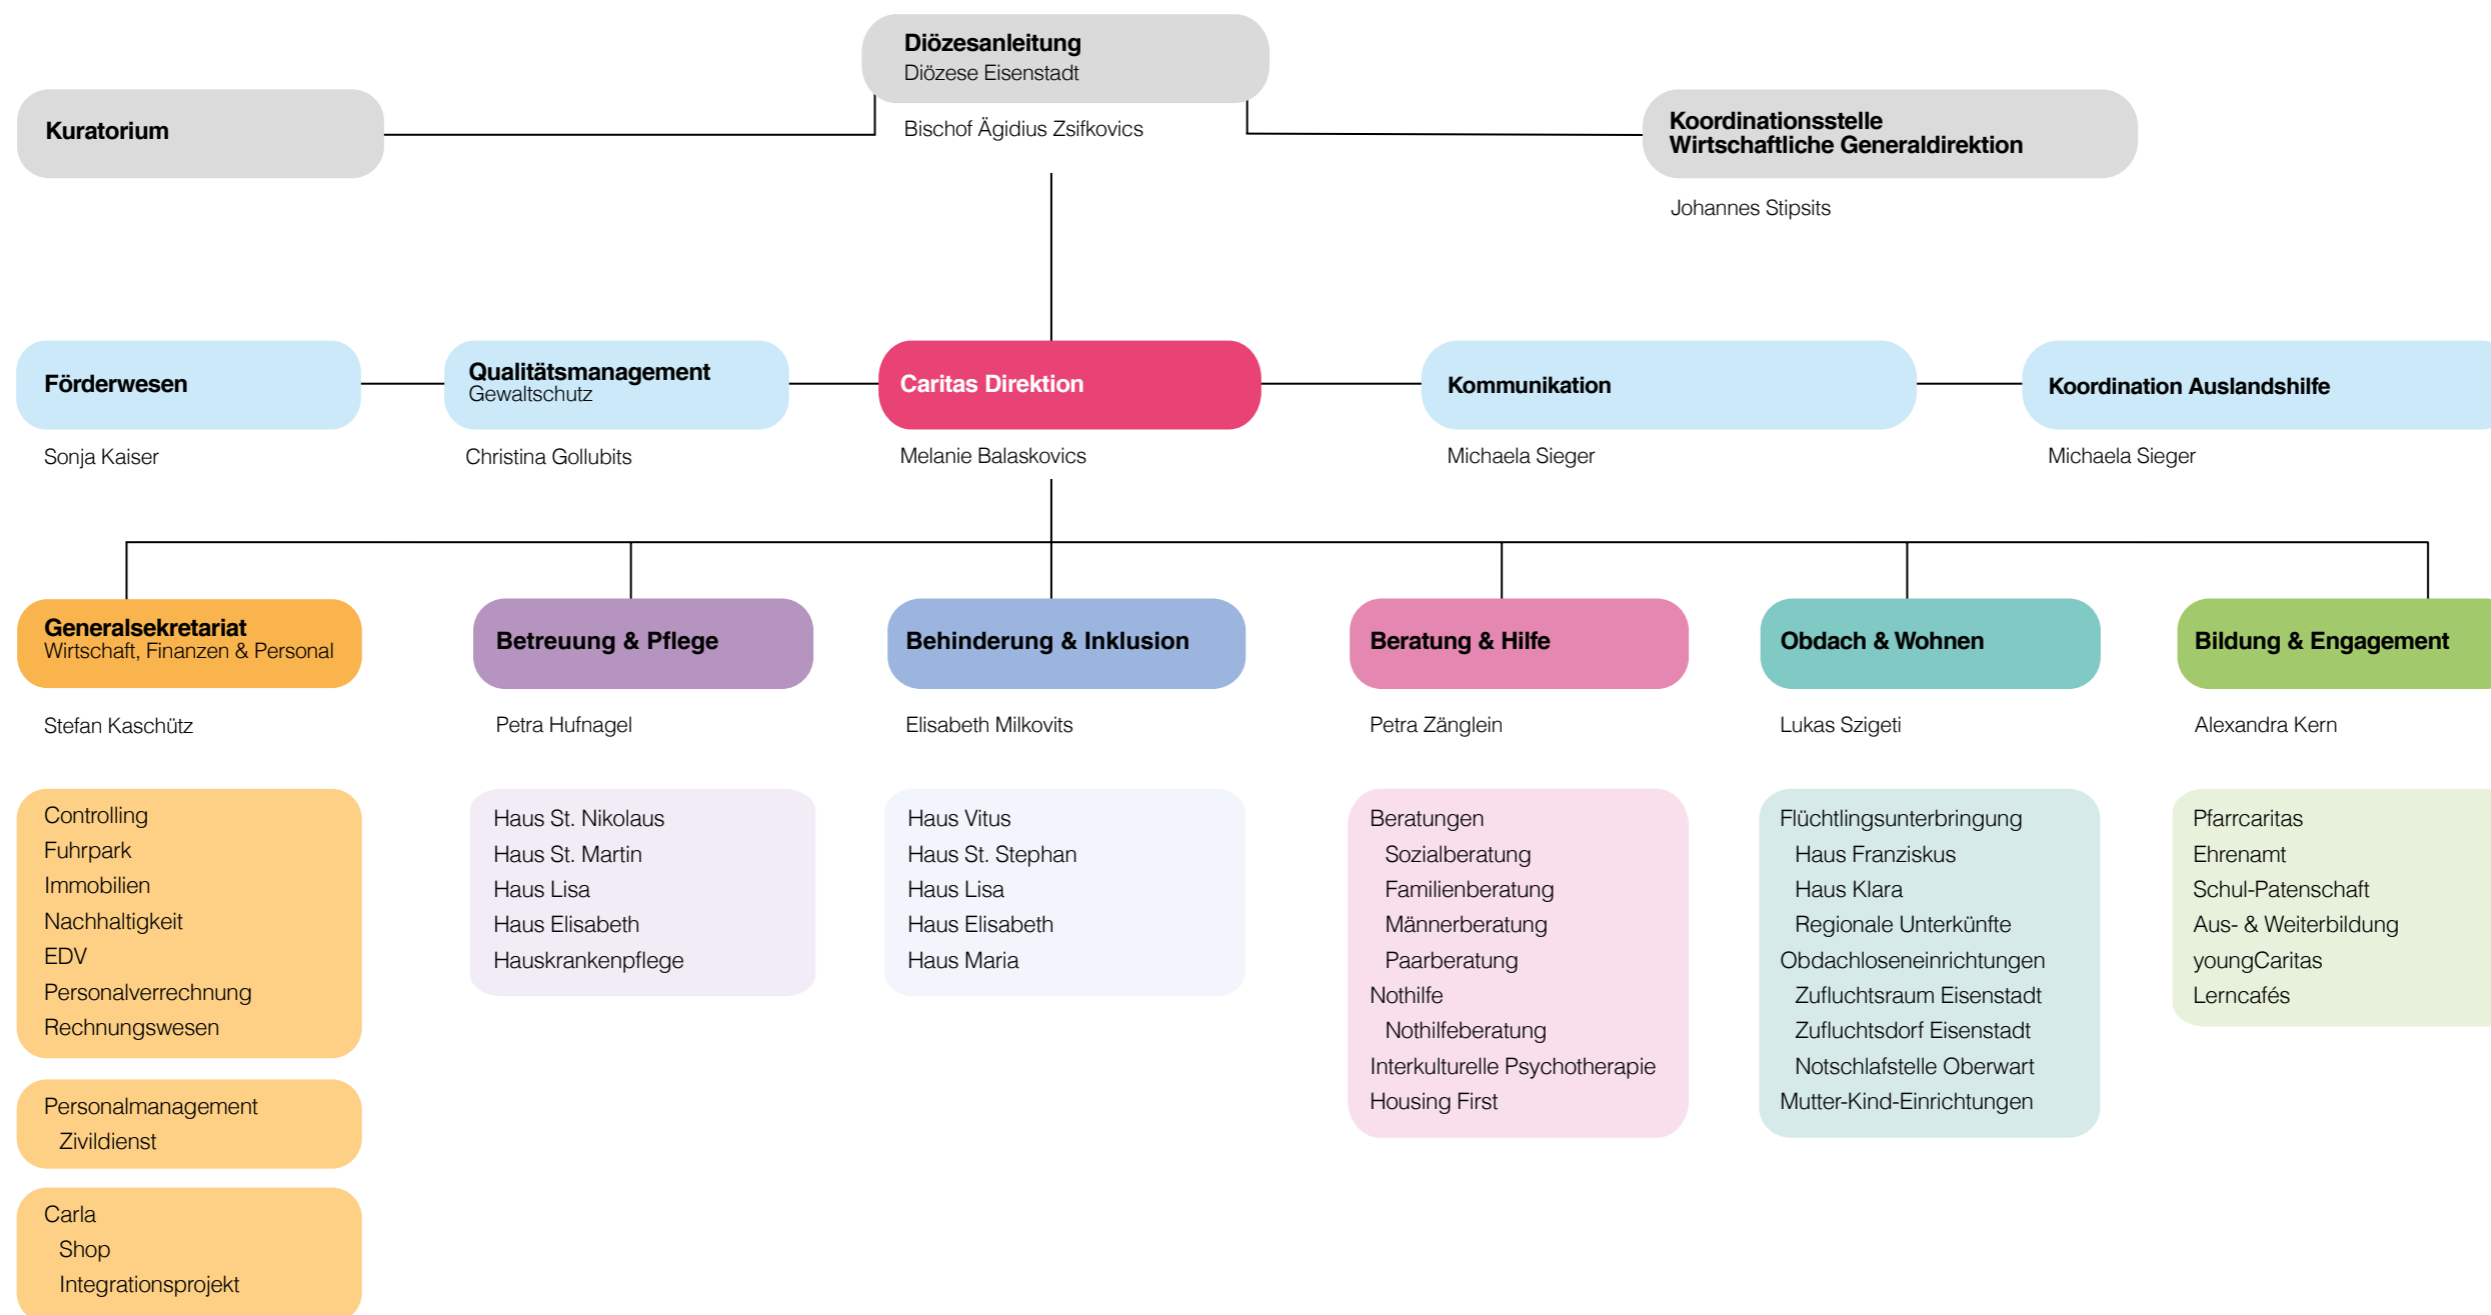 Diözesanleitung
Diözese Eisenstadt
Bischof Ägidius Zsifkovics
Kuratorium
Koordinationsstelle
Wirtschaftliche Generaldirektion
Johannes Stipsits
Förderwesen
Sonja Kaiser
Qualitätsmanagement
Gewaltschutz
Christina Gollubits
Caritas Direktion
Melanie Balaskovics
Kommunikation
Michaela Sieger
Koordination Auslandshilfe
Michaela Sieger
Generalsekretariat
Wirtschaft, Finanzen & Personal
Stefan Kaschütz
Controlling
Fuhrpark
Immobilien
Nachhaltigkeit
EDV
Personalverrechnung
Rechnungswesen
Personalmanagement
Zivildienst
Carla
Shop
Integrationsprojekt
Betreuung & Pflege
Petra Hufnagel
Haus St. Nikolaus
Haus St. Martin
Haus Lisa
Haus Elisabeth
Hauskrankenpflege
Behinderung & Inklusion
Elisabeth Milkovits
Haus Vitus
Haus St. Stephan
Haus Lisa
Haus Elisabeth
Haus Maria
Beratung & Hilfe
Petra Zänglein
Beratungen
Sozialberatung
Familienberatung
Männerberatung
Paarberatung
Nothilfe
Nothilfeberatung
Interkulturelle Psychotherapie
Housing First
Obdach & Wohnen
Lukas Szigeti
Flüchtlingsunterbringung
Haus Franziskus
Haus Klara
Regionale Unterkünfte
Obdachloseneinrichtungen
Zufluchtsraum Eisenstadt
Zufluchtsdorf Eisenstadt
Notschlafstelle Oberwart
Mutter-Kind-Einrichtungen
Bildung & Engagement
Alexandra Kern
Pfarrcaritas
Ehrenamt
Schul-Patenschaft
Aus- & Weiterbildung
youngCaritas
Lerncafés